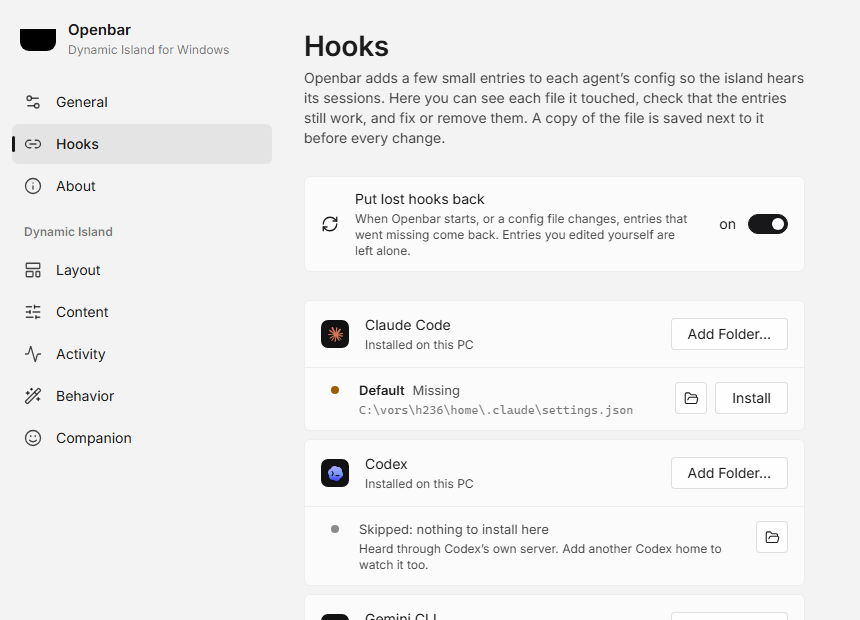 Openbar
Dynamic Island for Windows
General
Hooks
About
Dynamic Island
Layout
Content
Activity
Behavior
Companion
Hooks
Openbar adds a few small entries to each agent’s config so the island hears
its sessions. Here you can see each file it touched, check that the entries
still work, and fix or remove them. A copy of the file is saved next to it
before every change.
Put lost hooks back
When Openbar starts, or a config file changes, entries that
went missing come back. Entries you edited yourself are
left alone.
on
Claude Code
Installed on this PC
Add Folder...
Default Missing
C:\vors\h236\home\.claude\settings.json
Install
Codex
Installed on this PC
Add Folder...
Skipped: nothing to install here
Heard through Codex’s own server. Add another Codex home to
watch it too.
Gemini CLI